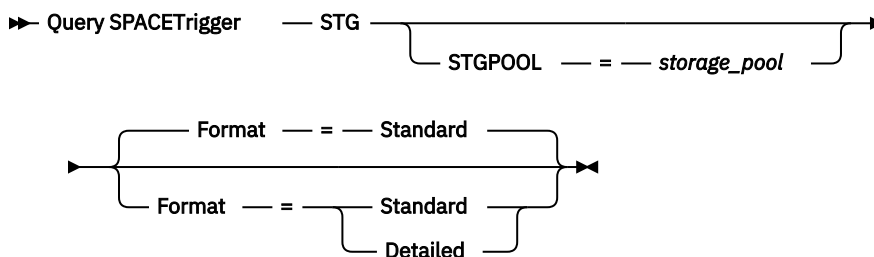 Query SPACETrigger STG
STGPOOL = storage_pool
Format = Standard
Format = Standard
Detailed